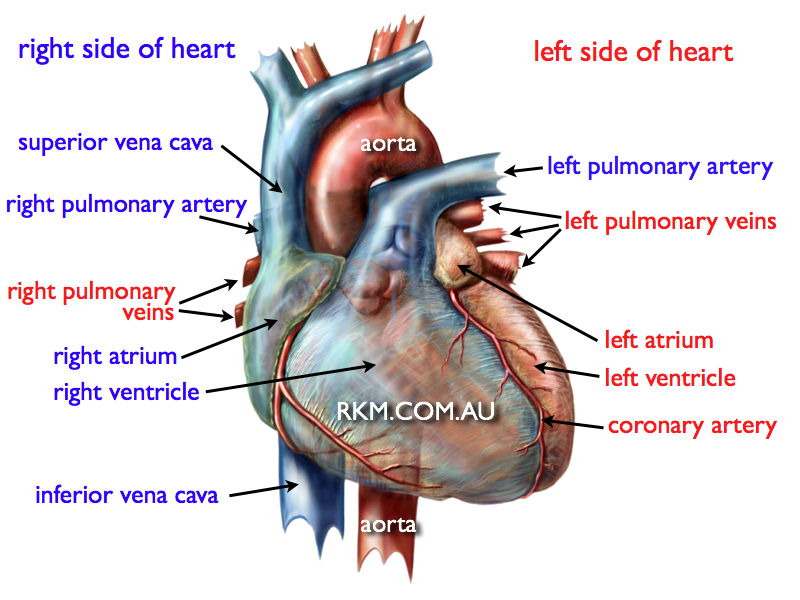 right side of heart
left side of heart
superior vena cava
aorta
left pulmonary artery
right pulmonary artery
left pulmonary veins
right pulmonary
veins
right atrium
left atrium
right ventricle
left ventricle
RKM.COM.AU
coronary artery
inferior vena cava
aorta